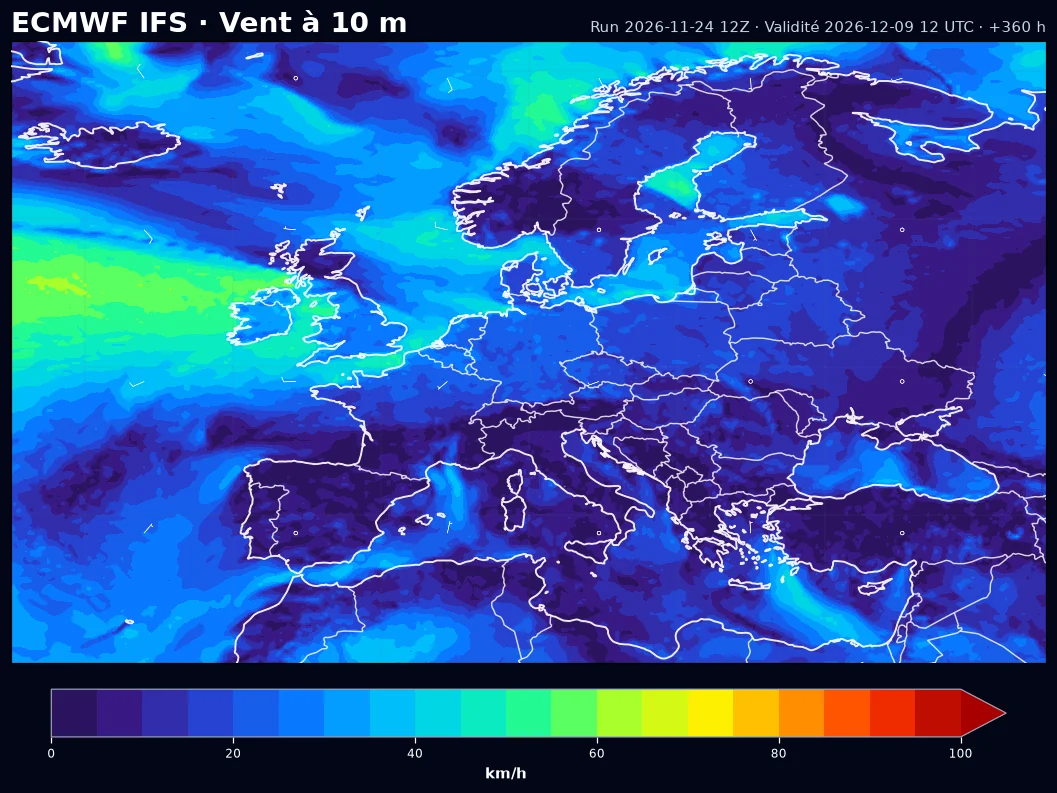 ECMWF IFS · Vent à 10 m
Run 2026-11-24 12Z · Validité 2026-12-09 12 UTC · +360 h
0 20 40 60 80 100
km/h